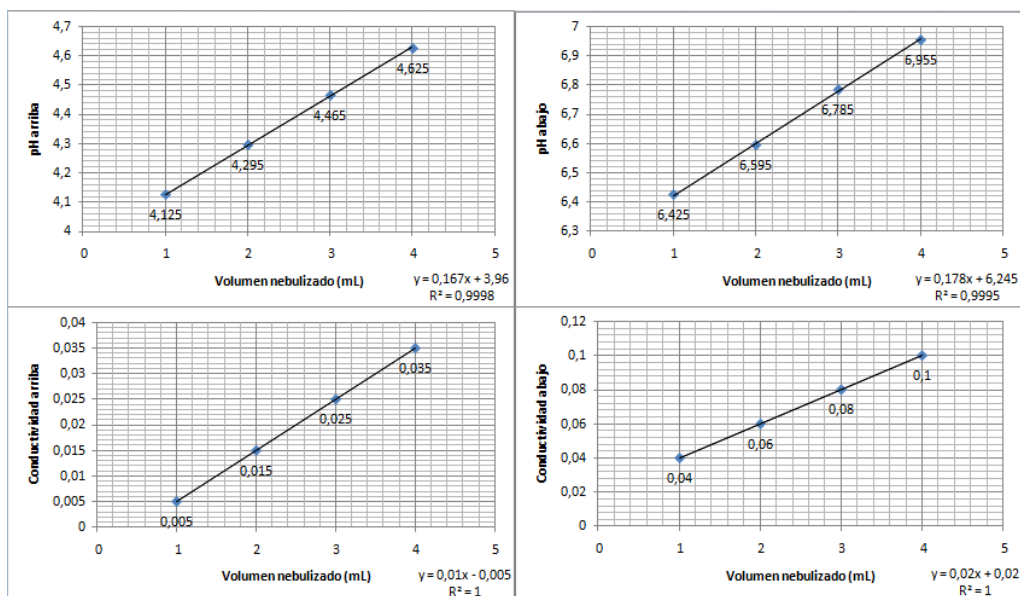 4,7
4,6
4,5
4,4
4,3
4,2
4,1
4
pH arriba
4,125
4,295
4,465
4,625
0 1 2 3 4 5
Volumen nebulizado (mL)
y = 0,167x + 3,96
R² = 0,9998
7
6,9
6,8
6,7
6,6
6,5
6,4
6,3
pH abajo
6,425
6,595
6,785
6,955
0 1 2 3 4 5
Volumen nebulizado (mL)
y = 0,178x + 6,245
R² = 0,9995
0,04
0,035
0,03
0,025
0,02
0,015
0,01
0,005
0
Conductividad arriba
0,005
0,015
0,025
0,035
0 1 2 3 4 5
Volumen nebulizado (mL)
y = 0,01x - 0,005
R² = 1
0,12
0,1
0,08
0,06
0,04
0,02
0
Conductividad abajo
0,04
0,06
0,08
0,1
0 1 2 3 4 5
Volumen nebulizado (mL)
y = 0,02x + 0,02
R² = 1